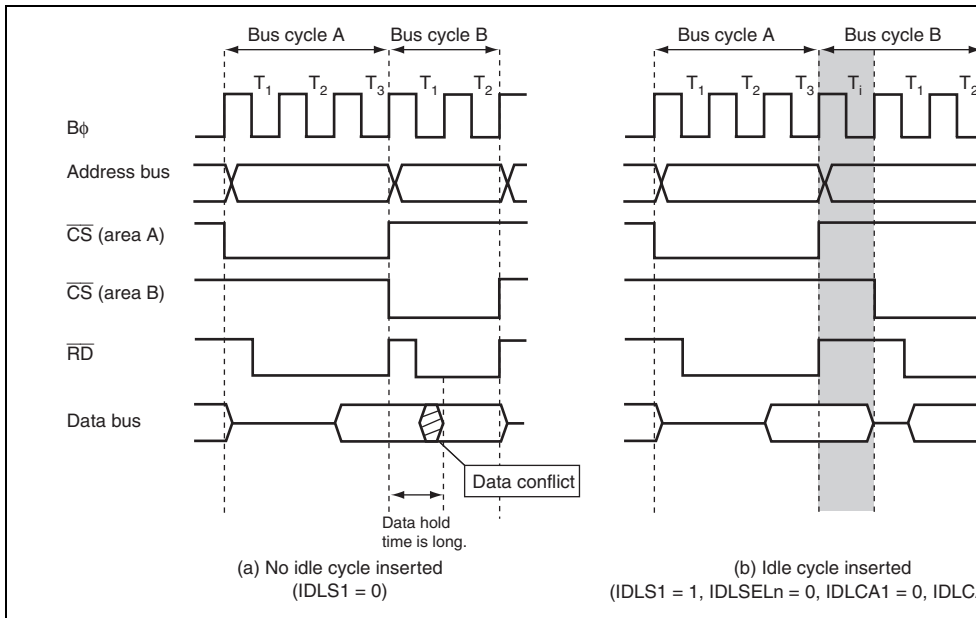 Bus cycle A Bus cycle B Bus cycle A Bus cycle B
T1 T2 T3 T1 T2 T1 T2 T3 Ti T1 T2
Bφ
Address bus
CS (area A)
CS (area B)
RD
Data bus
Data conflict
Data hold
time is long.
(a) No idle cycle inserted
(IDLS1 = 0)
(b) Idle cycle inserted
(IDLS1 = 1, IDLSELn = 0, IDLCA1 = 0, IDLCA